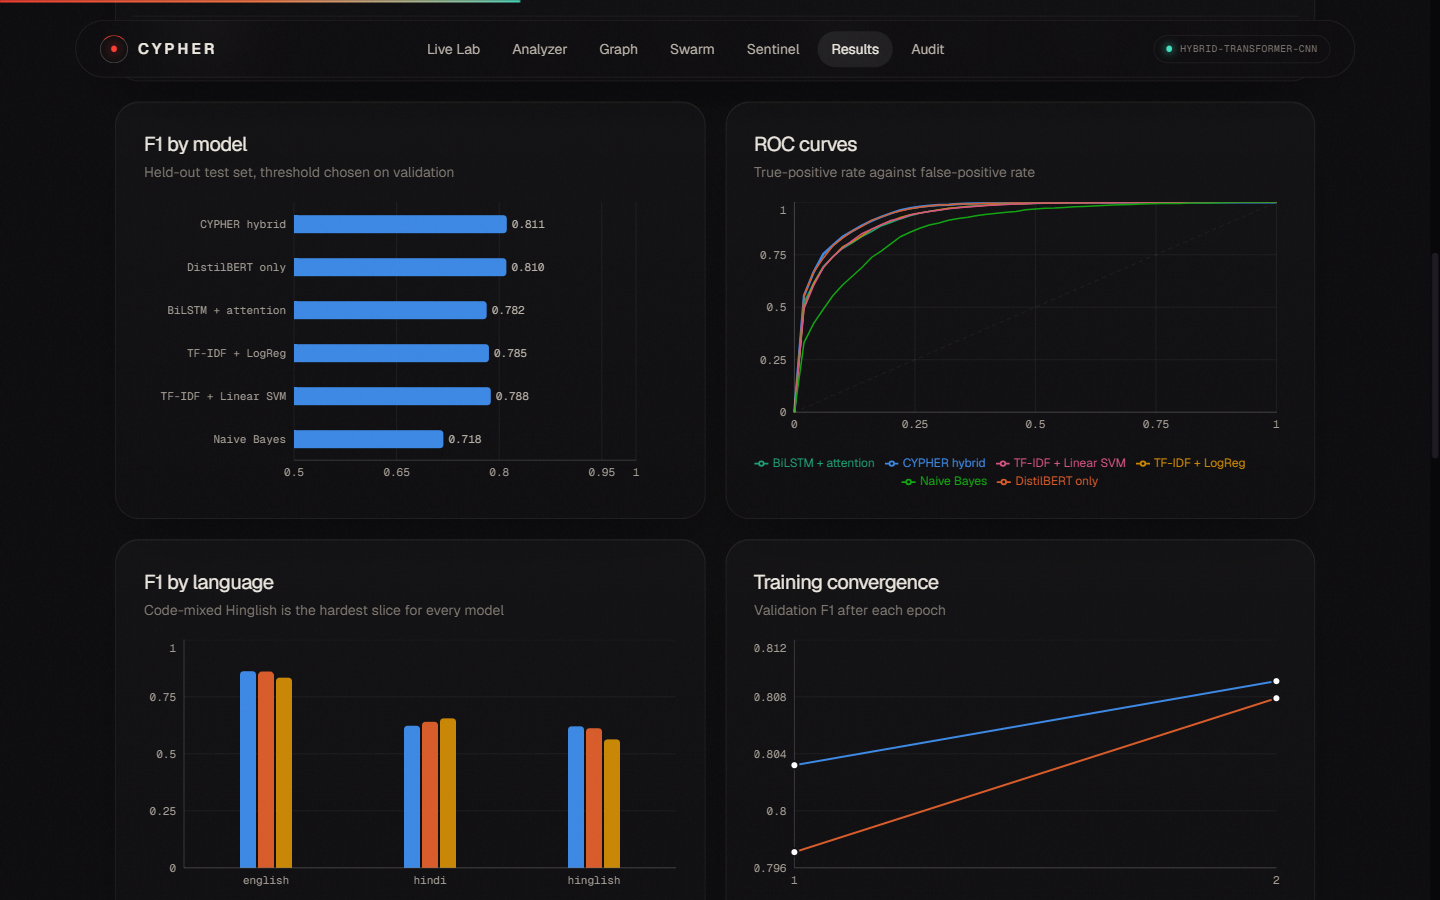 CYPHER
Live Lab
Analyzer
Graph
Swarm
Sentinel
Results
Audit
HYBRID-TRANSFORMER-CNN
F1 by model
Held-out test set, threshold chosen on validation
CYPHER hybrid 0.811
DistilBERT only 0.810
BiLSTM + attention 0.782
TF-IDF + LogReg 0.785
TF-IDF + Linear SVM 0.788
Naive Bayes 0.718
0.5 0.65 0.8 0.95 1
ROC curves
True-positive rate against false-positive rate
1
0.75
0.5
0.25
0
0 0.25 0.5 0.75 1
BiLSTM + attention CYPHER hybrid TF-IDF + Linear SVM TF-IDF + LogReg
Naive Bayes DistilBERT only
F1 by language
Code-mixed Hinglish is the hardest slice for every model
1
0.75
0.5
0.25
0
english hindi hinglish
Training convergence
Validation F1 after each epoch
0.812
0.808
0.804
0.8
0.796
1 2